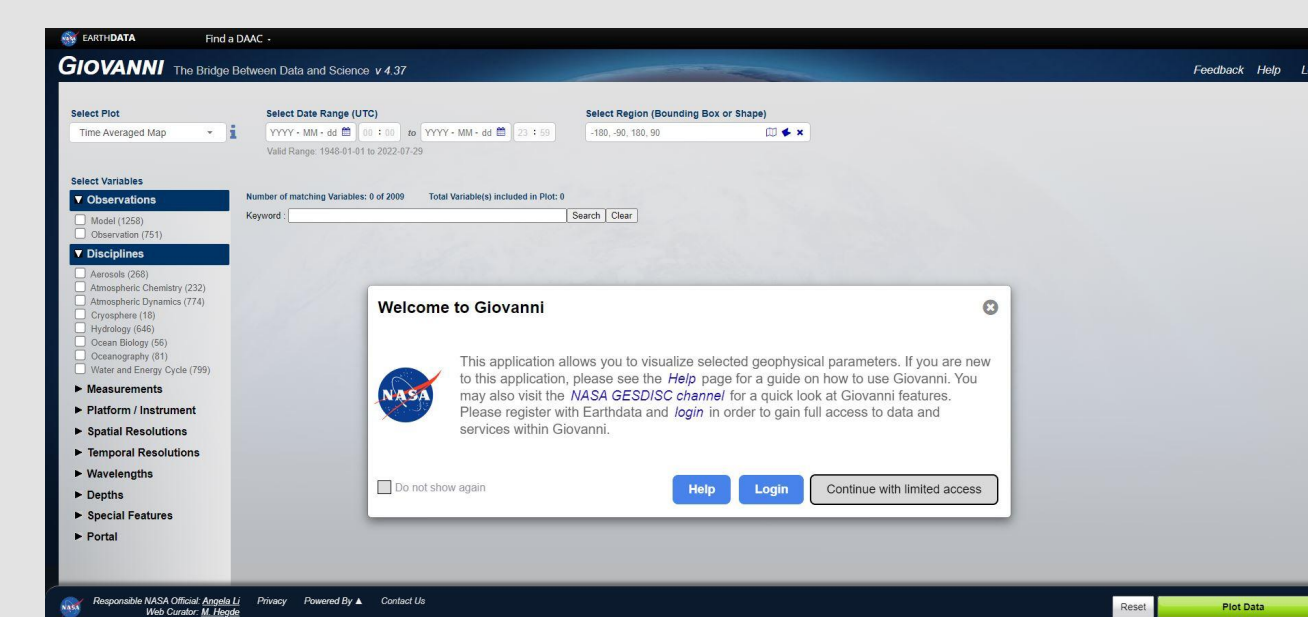 EARTHDATA Find a DAAC -
GIOVANNI The Bridge Between Data and Science v 4.37 Feedback Help
Select Plot Select Date Range (UTC) Select Region (Bounding Box or Shape)
Time Averaged Map i YYYY - MM - dd 00 : 00 to YYYY - MM - dd 23 : 59 -180, -90, 180, 90
Valid Range: 1948-01-01 to 2022-07-29
Select Variables
▼ Observations Number of matching Variables: 0 of 2009 Total Variable(s) included in Plot: 0
Keyword : Search Clear
Model (1258)
Observation (751)
▼ Disciplines
Aerosols (268)
Atmospheric Chemistry (232)
Atmospheric Dynamics (774)
Cryosphere (18)
Hydrology (646)
Ocean Biology (56)
Oceanography (81)
Water and Energy Cycle (799)
► Measurements
► Platform / Instrument
► Spatial Resolutions
► Temporal Resolutions
► Wavelengths
► Depths
► Special Features
► Portal
Welcome to Giovanni
NASA
This application allows you to visualize selected geophysical parameters. If you are new
to this application, please see the Help page for a guide on how to use Giovanni. You
may also visit the NASA GESDISC channel for a quick look at Giovanni features.
Please register with Earthdata and login in order to gain full access to data and
services within Giovanni.
Do not show again Help Login Continue with limited access
NASA Responsible NASA Official: Angela Li Privacy Powered By ▲ Contact Us
Web Curator: M. Hegde
Reset Plot Data